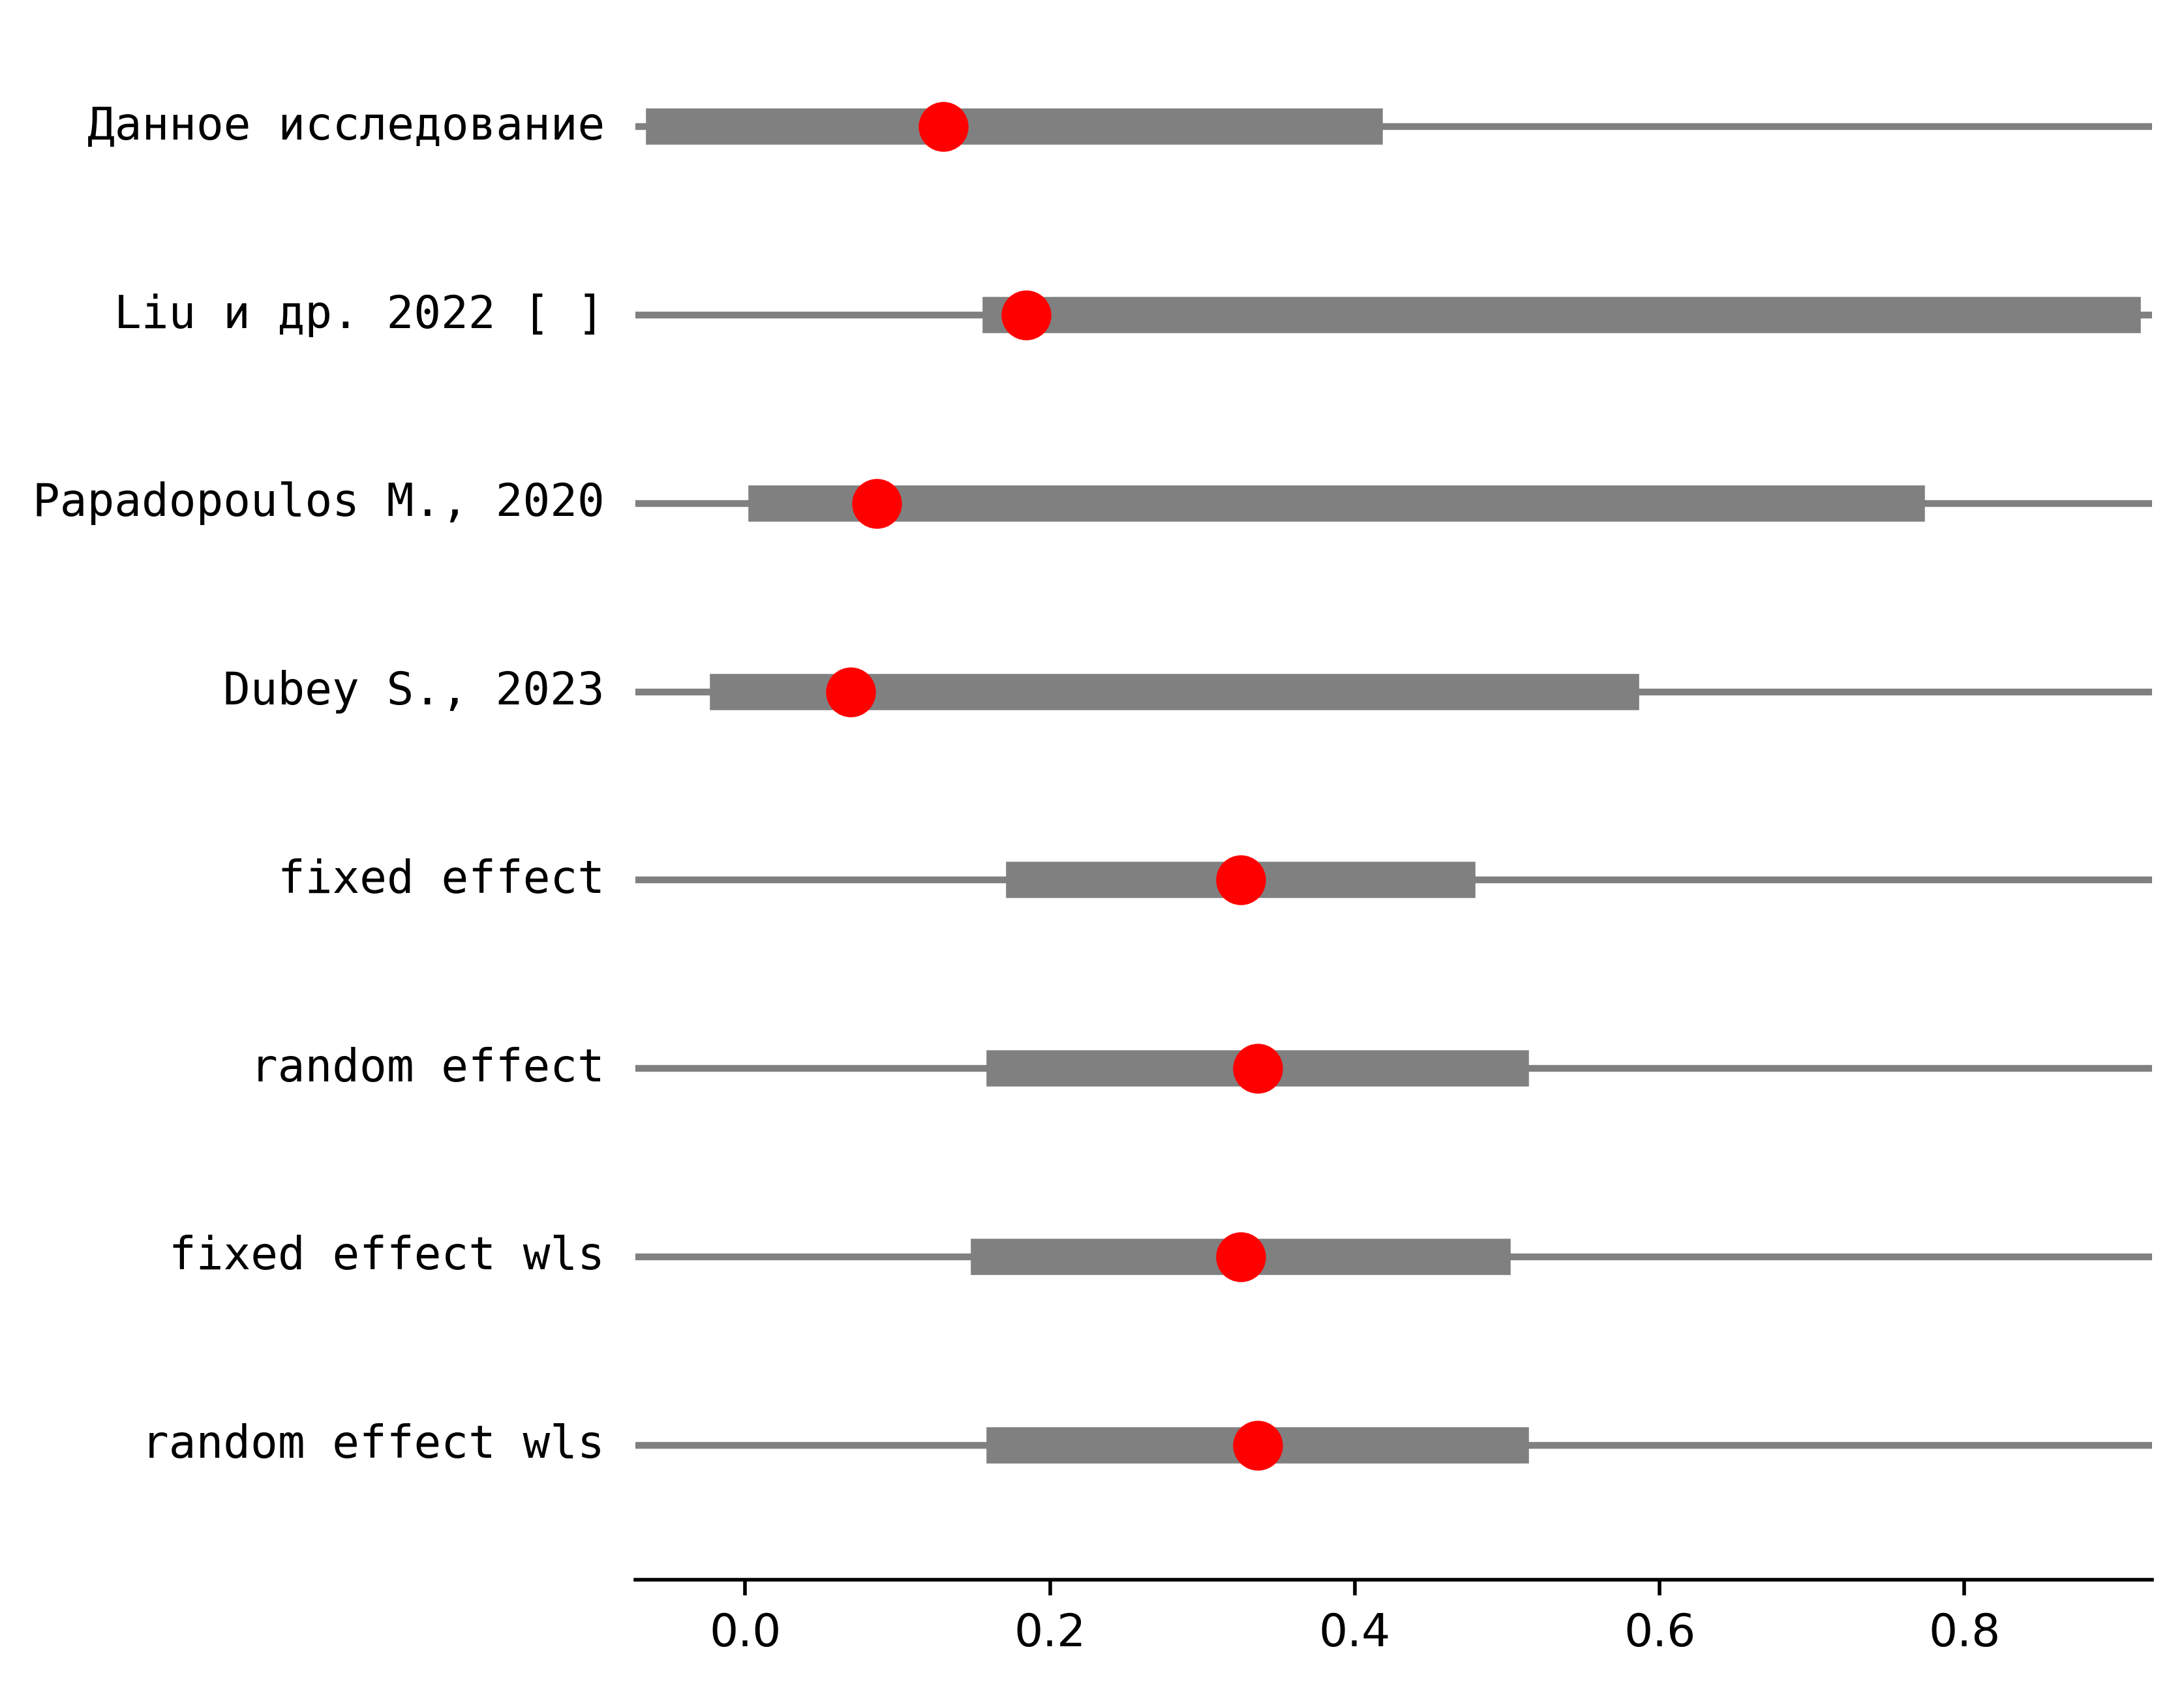 Данное исследование
Liu и др. 2022 [ ]
Papadopoulos M., 2020
Dubey S., 2023
fixed effect
random effect
fixed effect wls
random effect wls
0.0 0.2 0.4 0.6 0.8